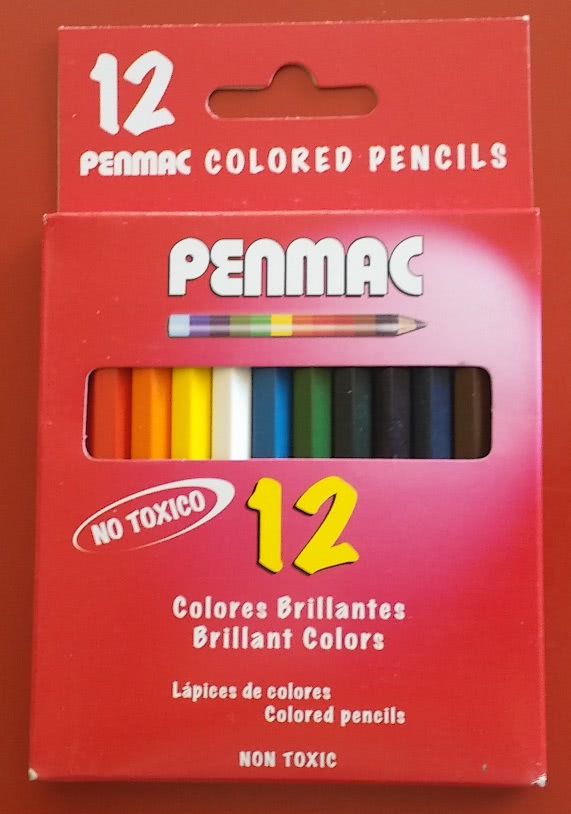 12
PENMAC COLORED PENCILS
PENMAC
NO TOXICO
12
Colores Brillantes
Brillant Colors
Lápices de colores
Colored pencils
NON TOXIC